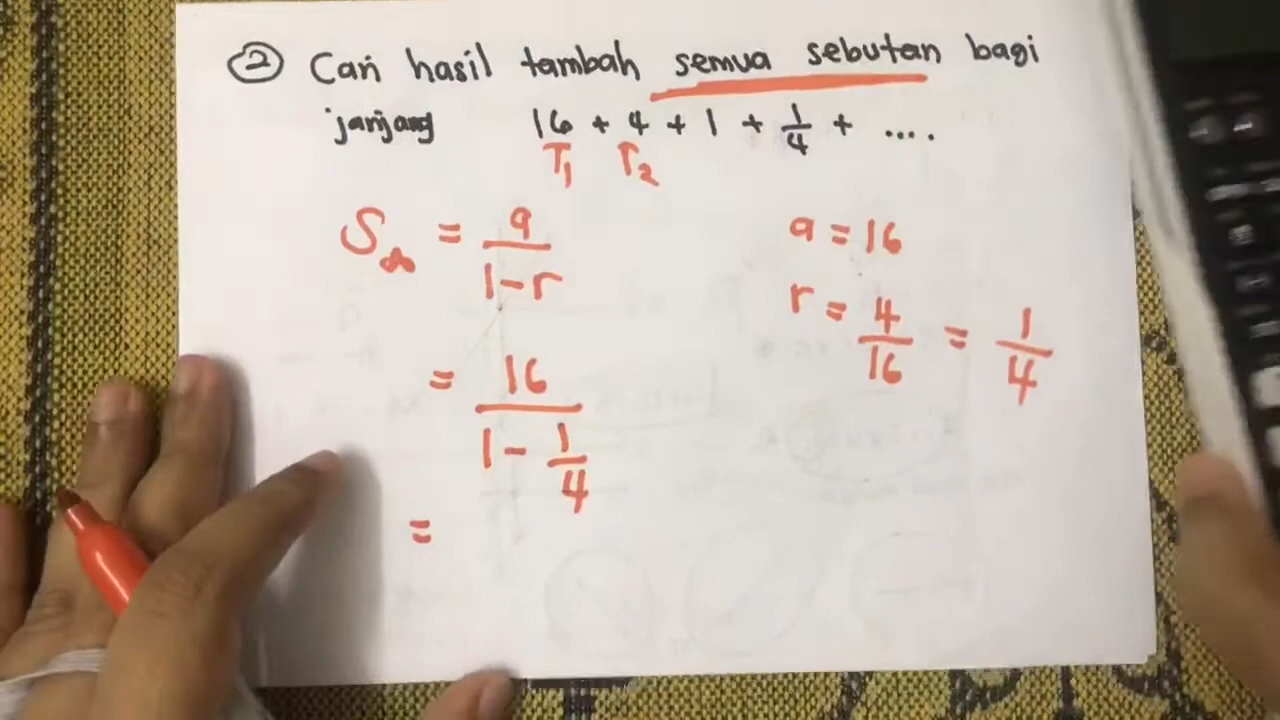 ② Cari hasil tambah semua sebutan bagi
janjang 16 + 4 + 1 + 1/4 + ....
T₁ T₂
S∞ = a/(1-r)
a = 16
r = 4/16 = 1/4
= 16/(1 - 1/4)
=